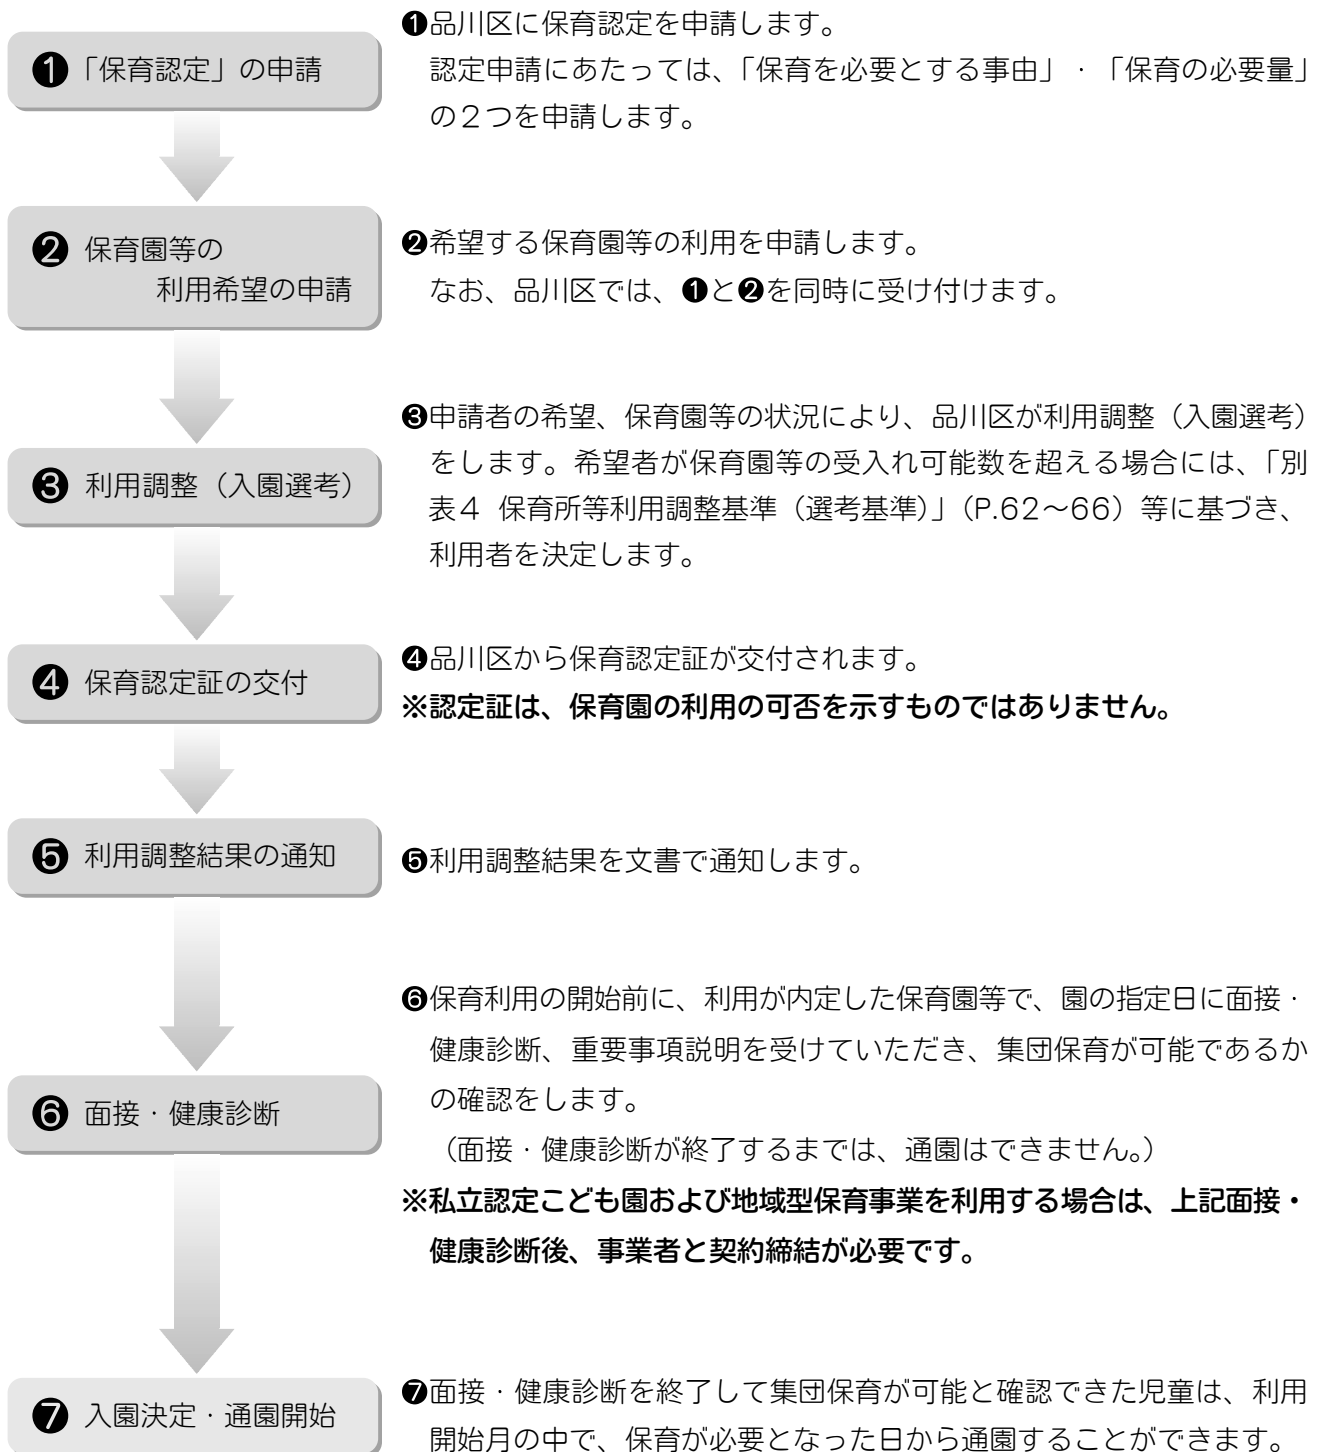 ❶「保育認定」の申請
❶品川区に保育認定を申請します。
認定申請にあたっては、「保育を必要とする事由」・「保育の必要量」
の２つを申請します。
❷ 保育園等の
利用希望の申請
❷希望する保育園等の利用を申請します。
なお、品川区では、❶と❷を同時に受け付けます。
❸ 利用調整（入園選考）
❸申請者の希望、保育園等の状況により、品川区が利用調整（入園選考）
をします。希望者が保育園等の受入れ可能数を超える場合には、「別
表４ 保育所等利用調整基準（選考基準）」（P.62～66）等に基づき、
利用者を決定します。
❹ 保育認定証の交付
❹品川区から保育認定証が交付されます。
※認定証は、保育園の利用の可否を示すものではありません。
❺ 利用調整結果の通知
❺利用調整結果を文書で通知します。
❻ 面接・健康診断
❻保育利用の開始前に、利用が内定した保育園等で、園の指定日に面接・
健康診断、重要事項説明を受けていただき、集団保育が可能であるか
の確認をします。
（面接・健康診断が終了するまでは、通園はできません。）
※私立認定こども園および地域型保育事業を利用する場合は、上記面接・
健康診断後、事業者と契約締結が必要です。
❼ 入園決定・通園開始
❼面接・健康診断を終了して集団保育が可能と確認できた児童は、利用
開始月の中で、保育が必要となった日から通園することができます。